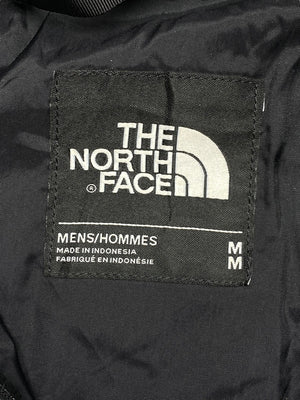 THE
NORTH
® FACE
MENS/HOMMES M
MADE IN INDONESIA M
FABRIQUÉ EN INDONÉSIE